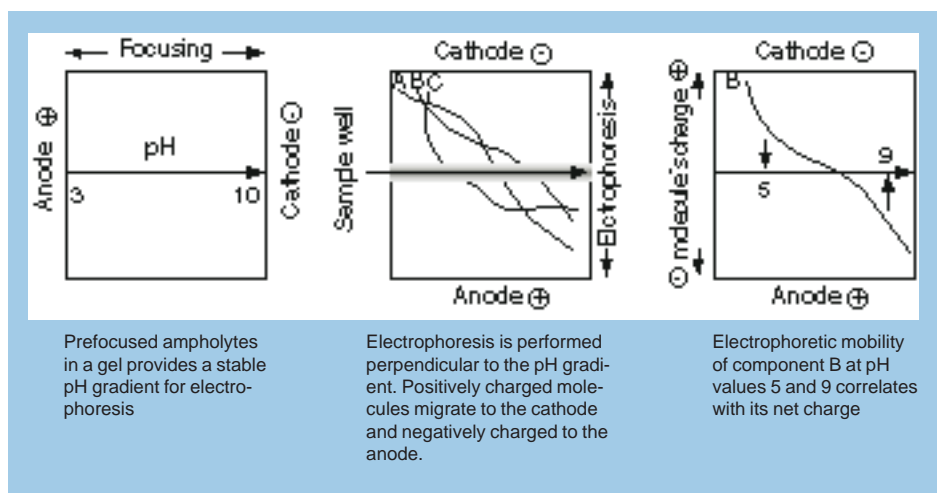 Focusing
Anode ⊕
pH
3
10
Cathode ⊖
Prefocused ampholytes
in a gel provides a stable
pH gradient for electro-
phoresis
Cathode ⊖
A B C
Sample well
Electrophoresis
Anode ⊕
Electrophoresis is performed
perpendicular to the pH gradi-
ent. Positively charged mole-
cules migrate to the cathode
and negatively charged to the
anode.
Cathode ⊖
⊖ molecule's charge ⊕
B
5
9
Anode ⊕
Electrophoretic mobility
of component B at pH
values 5 and 9 correlates
with its net charge